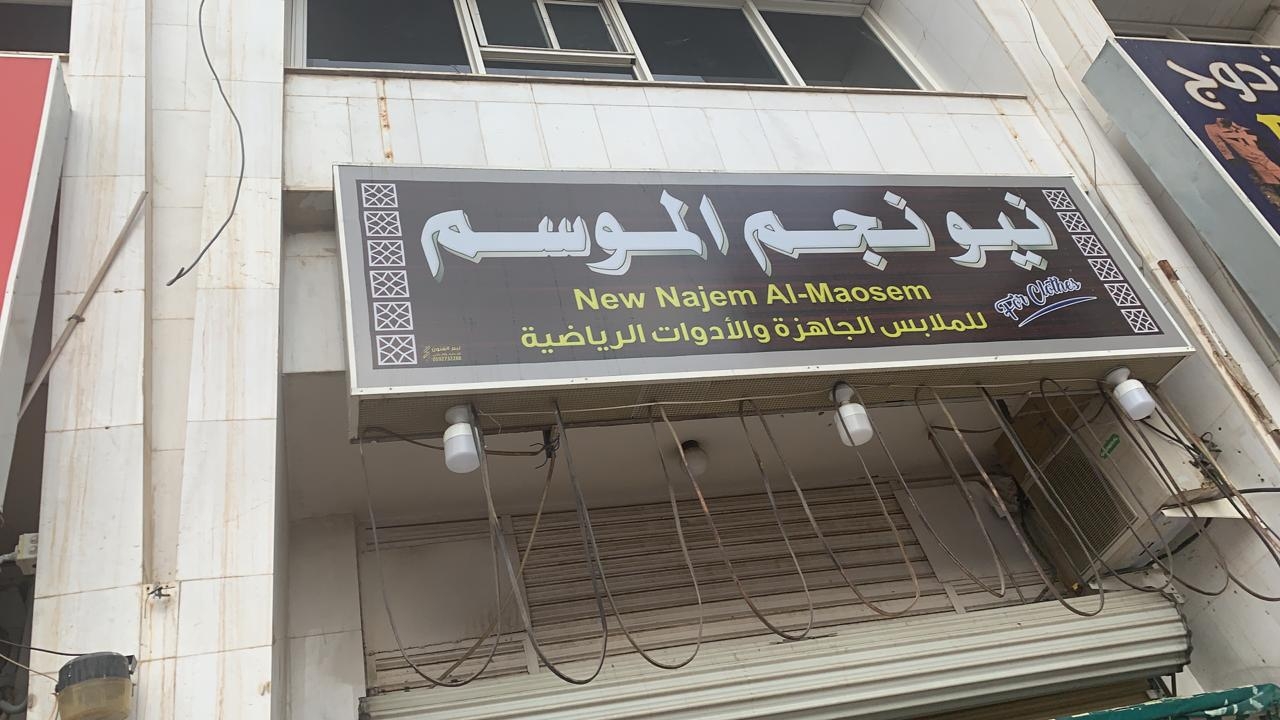 نيو نجم الموسم
New Najem Al-Maosem
For Clothes
للملابس الجاهزة والأدوات الرياضية